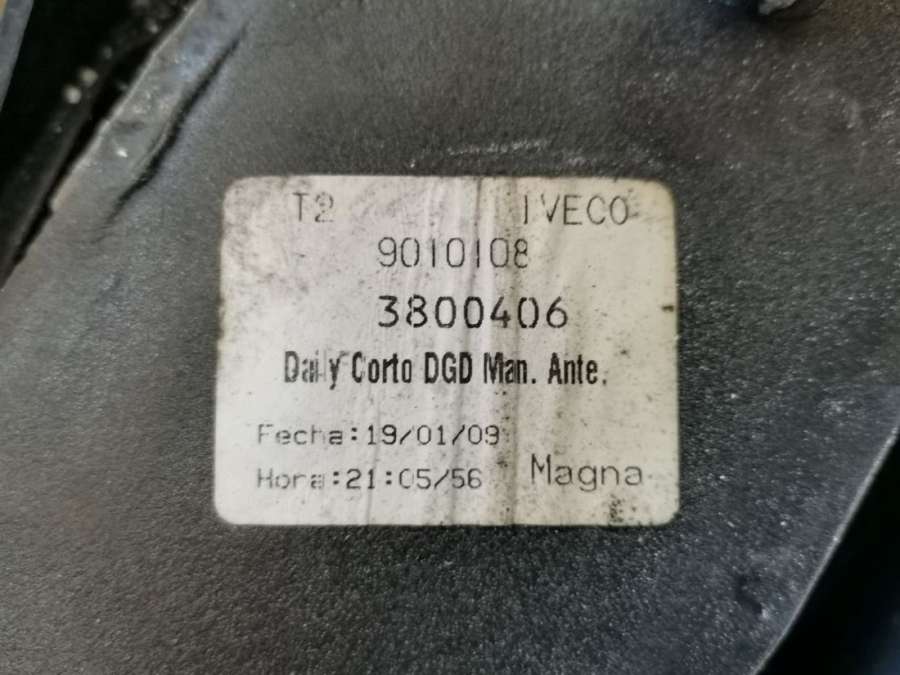 T2 IVECO
9010108
3800406
Daily Corto DGD Man. Ante.
Fecha:19/01/09
Hora:21:05/56 Magna